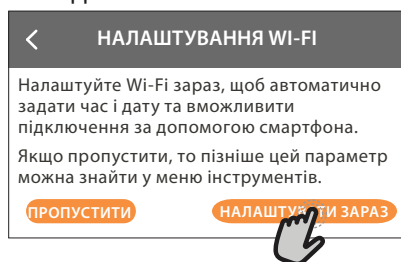 НАЛАШТУВАННЯ WI-FI
Налаштуйте Wi-Fi зараз, щоб автоматично
задати час і дату та вможливити
підключення за допомогою смартфона.
Якщо пропустити, то пізніше цей параметр
можна знайти у меню інструментів.
ПРОПУСТИТИ
НАЛАШТУВАТИ ЗАРАЗ